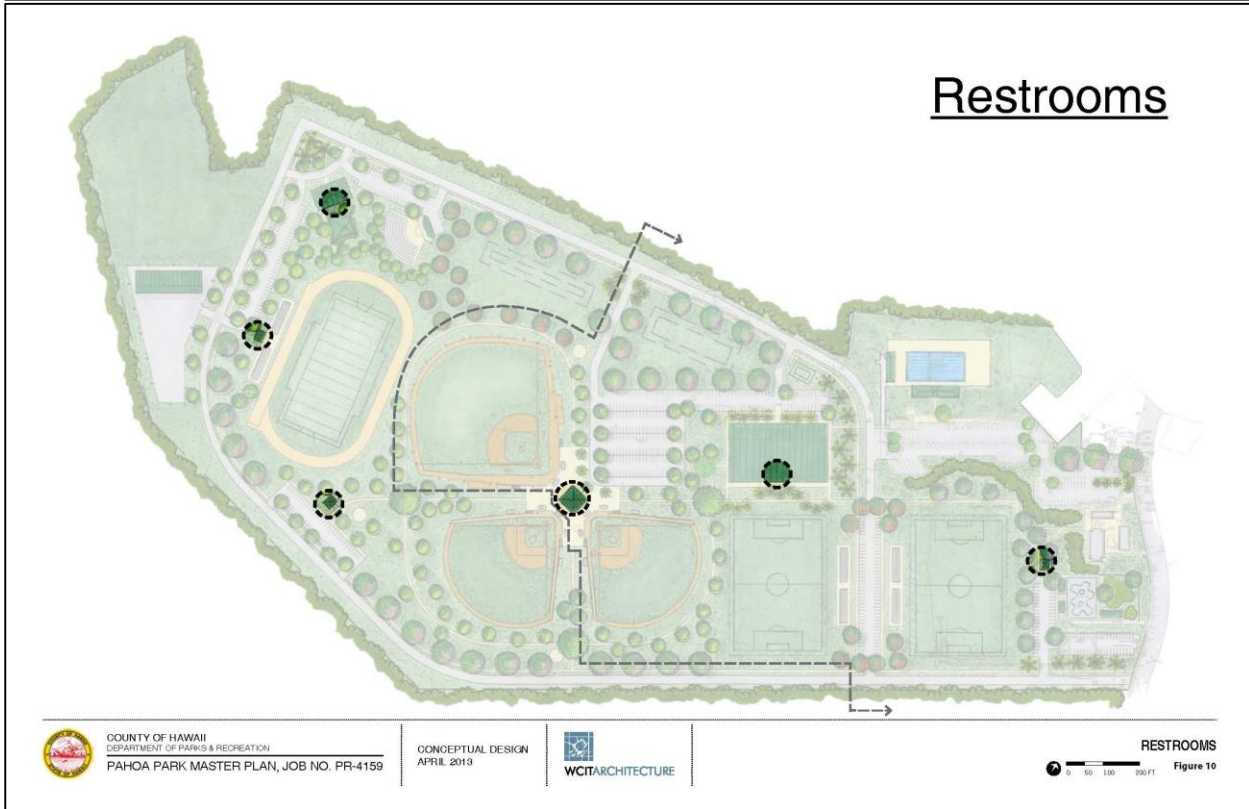 Restrooms
COUNTY OF HAWAII
DEPARTMENT OF PARKS & RECREATION
PAHOA PARK MASTER PLAN, JOB NO. PR-4159
CONCEPTUAL DESIGN
APRIL 2013
WCITARCHITECTURE
RESTROOMS
0 50 100 200 FT
Figure 10